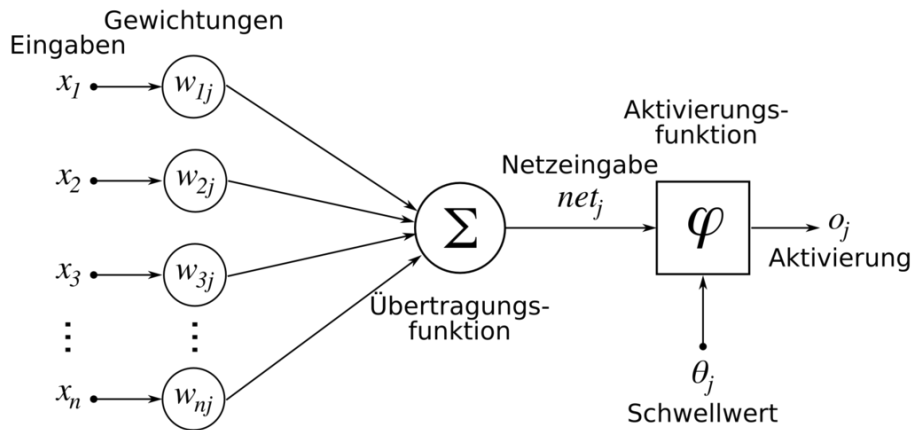 Gewichtungen
Eingaben
x1
w1j
x2
w2j
x3
w3j
xn
wnj
Σ
Übertragungs-
funktion
Netzeingabe
netj
Aktivierungs-
funktion
φ
oj
Aktivierung
θj
Schwellwert